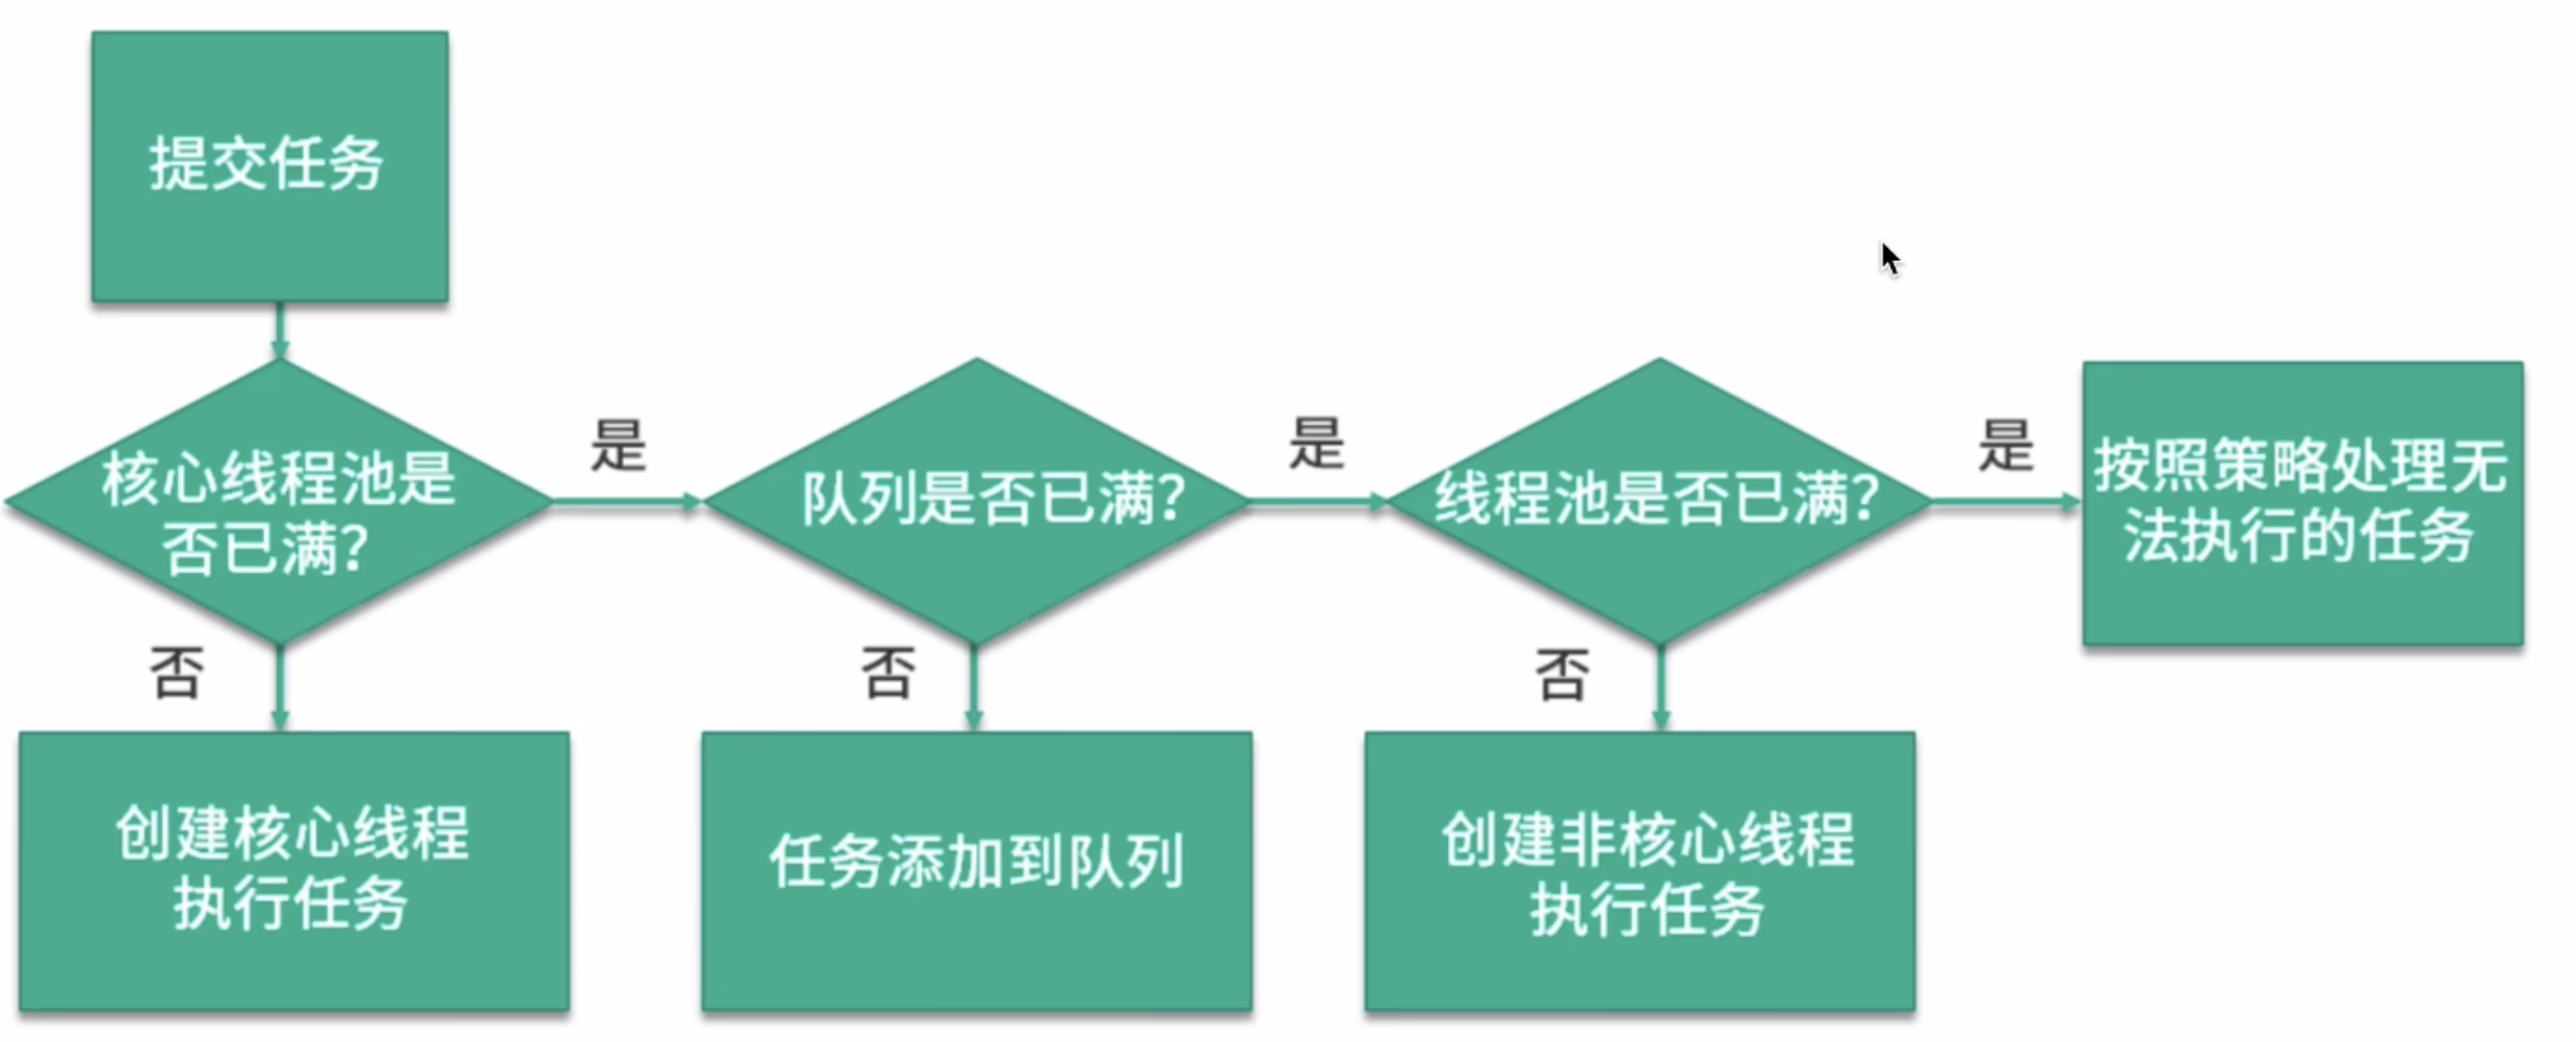 提交任务
核心线程池是
否已满?
是
队列是否已满?
是
线程池是否已满?
是
按照策略处理无
法执行的任务
否
否
否
创建核心线程
执行任务
任务添加到队列
创建非核心线程
执行任务